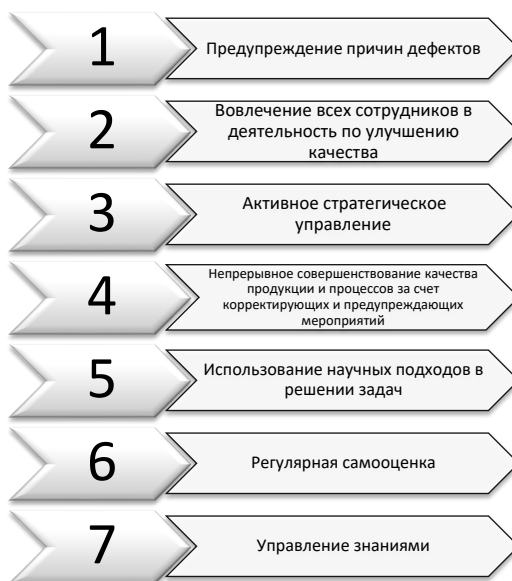 1
Предупреждение причин дефектов
2
Вовлечение всех сотрудников в
деятельность по улучшению
качества
3
Активное стратегическое
управление
4
Непрерывное совершенствование качества
продукции и процессов за счет
корректирующих и предупреждающих
мероприятий
5
Использование научных подходов в
решении задач
6
Регулярная самооценка
7
Управление знаниями